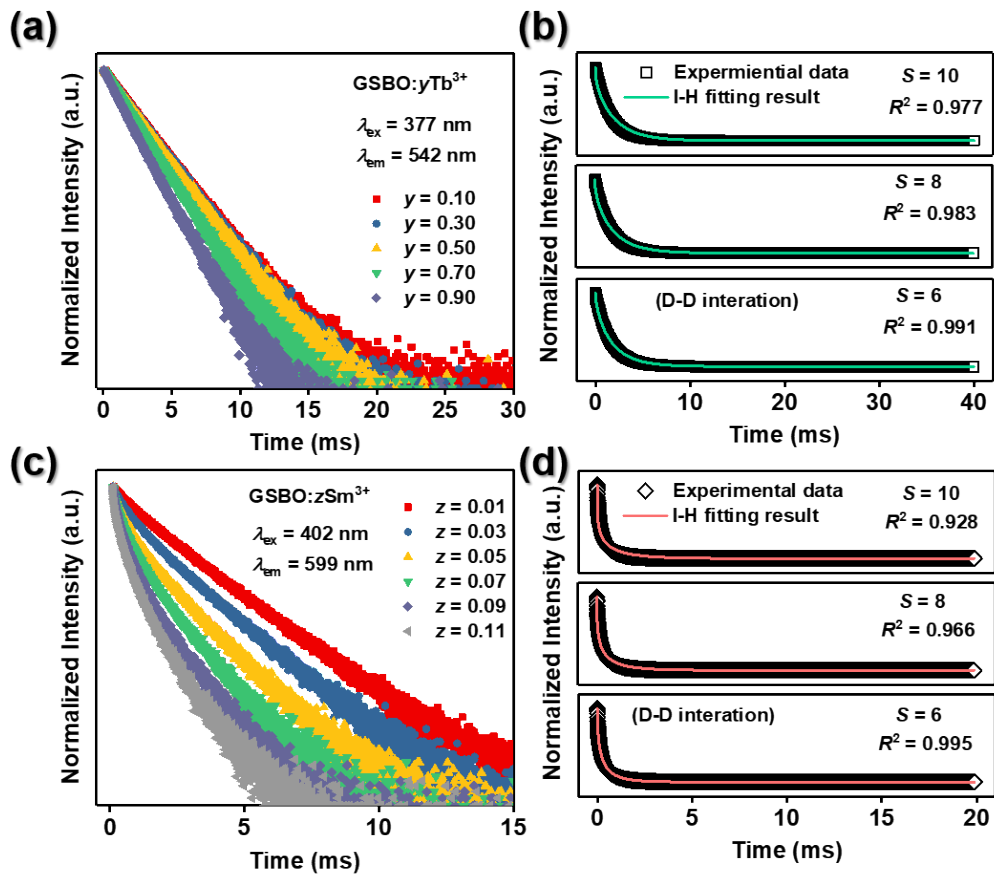 (a)
Normalized Intensity (a.u.)
GSBO:yTb³⁺
λex = 377 nm
λem = 542 nm
y = 0.10
y = 0.30
y = 0.50
y = 0.70
y = 0.90
0 5 10 15 20 25 30
Time (ms)
(b)
Normalized Intensity (a.u.)
Expermiential data
I-H fitting result
S = 10
R² = 0.977
S = 8
R² = 0.983
(D-D interation)
S = 6
R² = 0.991
0 10 20 30 40
Time (ms)
(c)
Normalized Intensity (a.u.)
GSBO:zSm³⁺
λex = 402 nm
λem = 599 nm
z = 0.01
z = 0.03
z = 0.05
z = 0.07
z = 0.09
z = 0.11
0 5 10 15
Time (ms)
(d)
Normalized Intensity (a.u.)
Experimental data
I-H fitting result
S = 10
R² = 0.928
S = 8
R² = 0.966
(D-D interation)
S = 6
R² = 0.995
0 5 10 15 20
Time (ms)